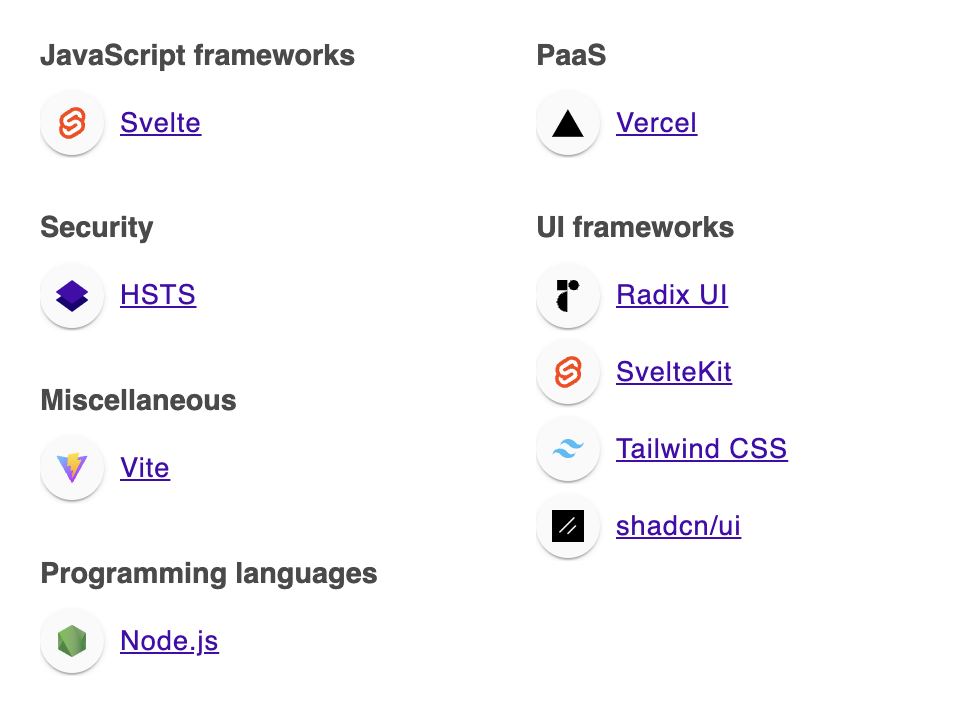 JavaScript frameworks
Svelte
Security
HSTS
Miscellaneous
Vite
Programming languages
Node.js
PaaS
Vercel
UI frameworks
Radix UI
SvelteKit
Tailwind CSS
shadcn/ui